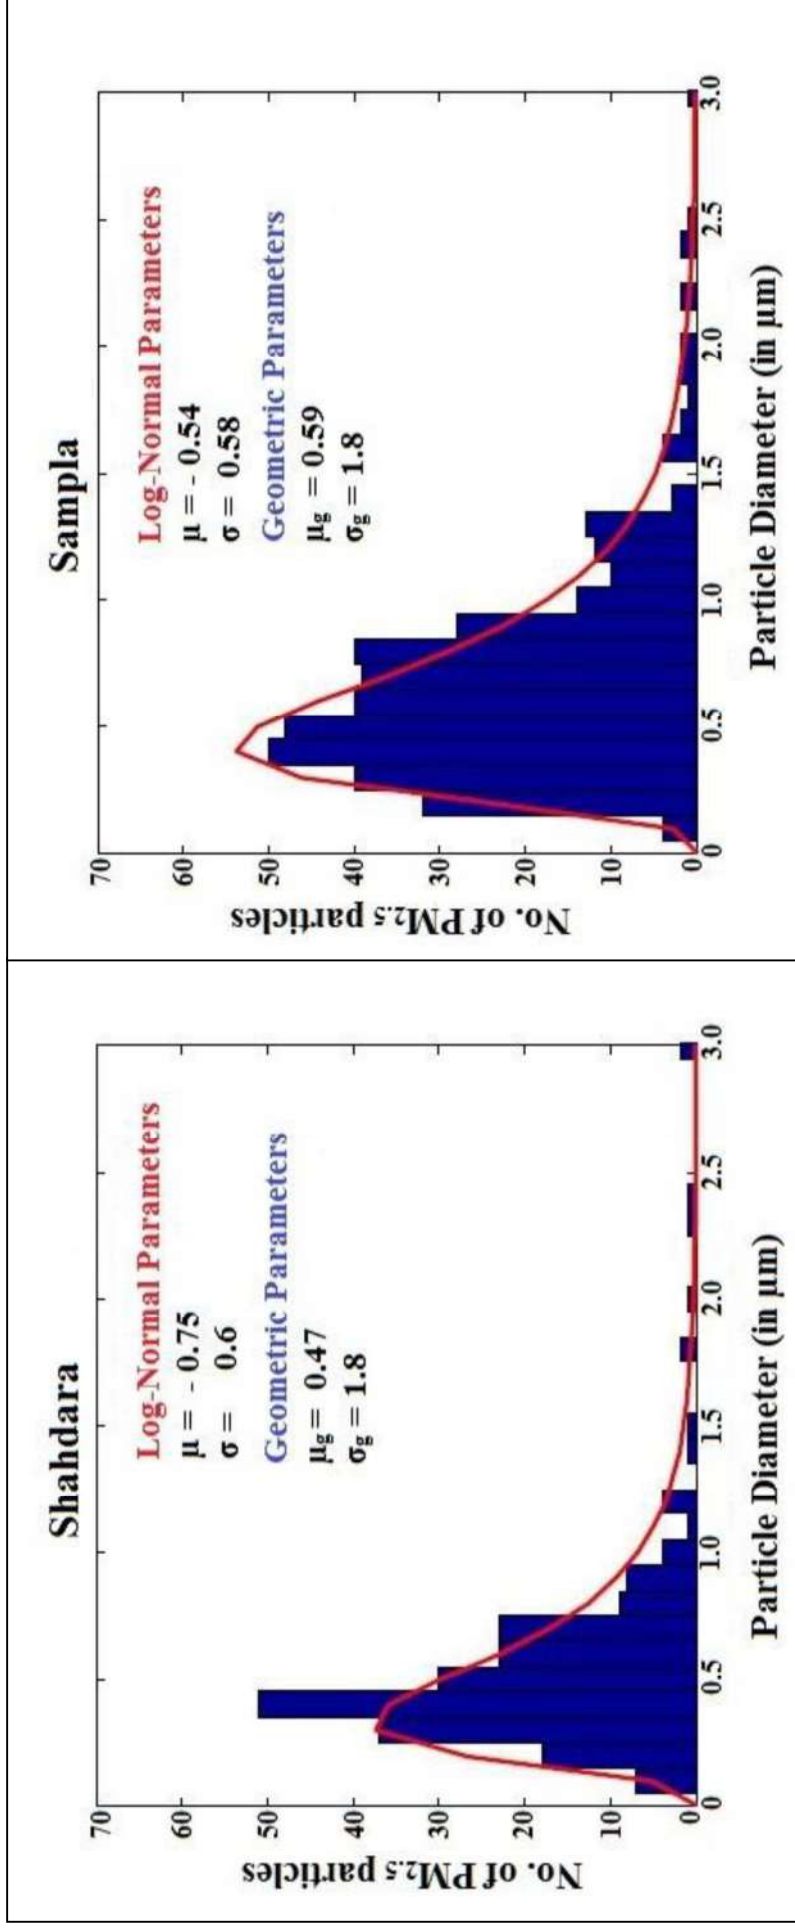 Shahdara
Log-Normal Parameters
μ = - 0.75
σ = 0.6
Geometric Parameters
μg = 0.47
σg = 1.8
No. of PM2.5 particles
70
60
50
40
30
20
10
0
0
0.5
1.0
1.5
2.0
2.5
3.0
Particle Diameter (in μm)
Sampla
Log-Normal Parameters
μ = - 0.54
σ = 0.58
Geometric Parameters
μg = 0.59
σg = 1.8
No. of PM2.5 particles
70
60
50
40
30
20
10
0
0
0.5
1.0
1.5
2.0
2.5
3.0
Particle Diameter (in μm)